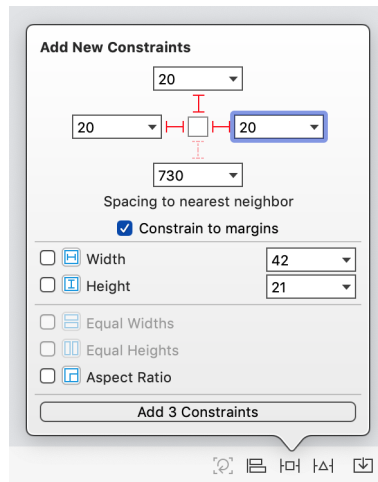 Add New Constraints
20
20 20
730
Spacing to nearest neighbor
Constrain to margins
Width 42
Height 21
Equal Widths
Equal Heights
Aspect Ratio
Add 3 Constraints